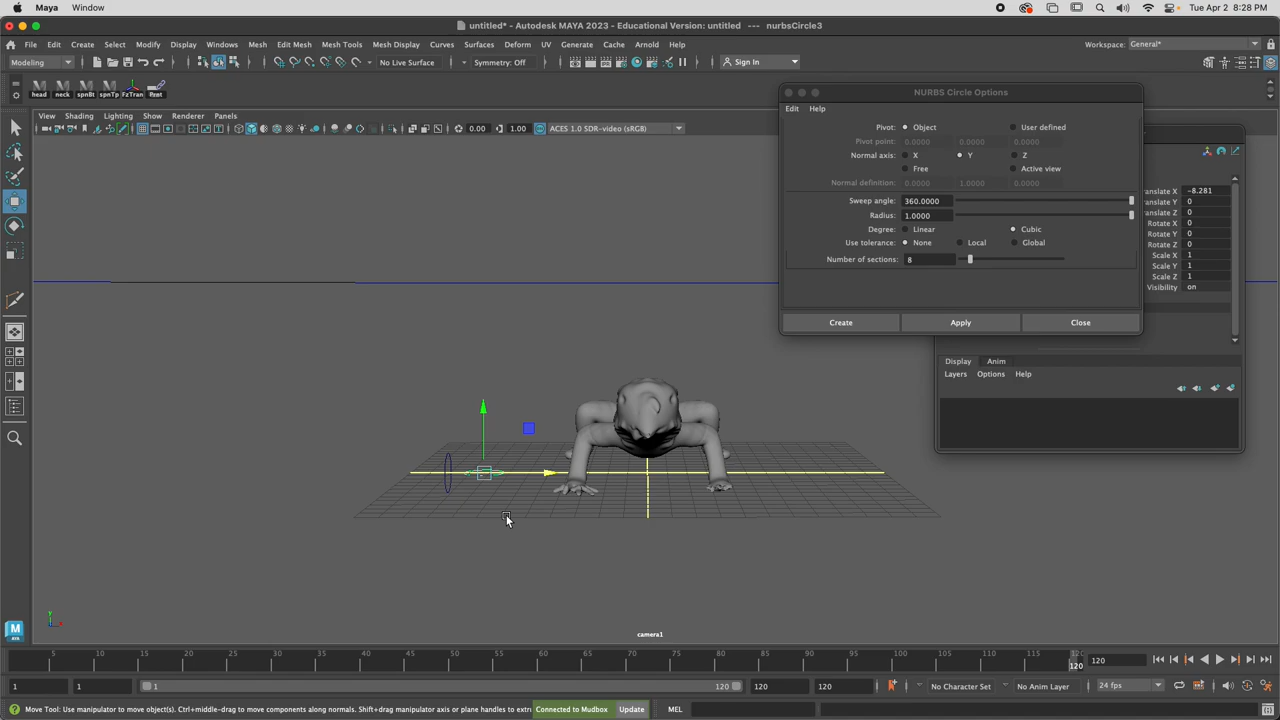 Maya Window Tue Apr 2 8:28 PM
untitled* - Autodesk MAYA 2023 - Educational Version: untitled --- nurbsCircle3
File Edit Create Select Modify Display Windows Mesh Edit Mesh Mesh Tools Mesh Display Curves Surfaces Deform UV Generate Cache Arnold Help Workspace: General*
Modeling No Live Surface Symmetry: Off Sign In
head neck spnBt spnTp FzTran Prnt
View Shading Lighting Show Renderer Panels
0.00 1.00 ACES 1.0 SDR-video (sRGB)
NURBS Circle Options
Edit Help
Pivot: Object User defined
Pivot point: 0.0000 0.0000 0.0000
Normal axis: X Y Z
Free Active view
Normal definition: 0.0000 1.0000 0.0000
Sweep angle: 360.0000
Radius: 1.0000
Degree: Linear Cubic
Use tolerance: None Local Global
Number of sections: 8
Create Apply Close
anslate X -8.281
anslate Y 0
anslate Z 0
Rotate X 0
Rotate Y 0
Rotate Z 0
Scale X 1
Scale Y 1
Scale Z 1
Visibility on
Display Anim
Layers Options Help
Y
camera1
5 10 15 20 25 30 35 40 45 50 55 60 65 70 75 80 85 90 95 100 105 110 115 120
120 120
1 1 1 120 120 120 No Character Set No Anim Layer 24 fps
Move Tool: Use manipulator to move object(s). Ctrl+middle-drag to move components along normals. Shift+drag manipulator axis or plane handles to extr Connected to Mudbox Update MEL